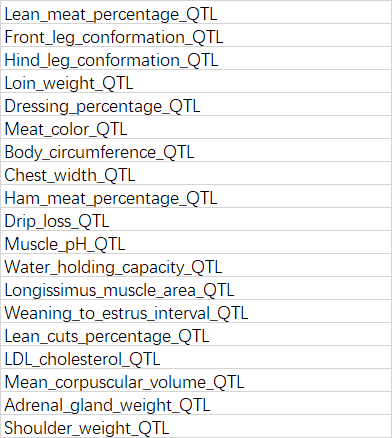 Lean_meat_percentage_QTL
Front_leg_conformation_QTL
Hind_leg_conformation_QTL
Loin_weight_QTL
Dressing_percentage_QTL
Meat_color_QTL
Body_circumference_QTL
Chest_width_QTL
Ham_meat_percentage_QTL
Drip_loss_QTL
Muscle_pH_QTL
Water_holding_capacity_QTL
Longissimus_muscle_area_QTL
Weaning_to_estrus_interval_QTL
Lean_cuts_percentage_QTL
LDL_cholesterol_QTL
Mean_corpuscular_volume_QTL
Adrenal_gland_weight_QTL
Shoulder_weight_QTL